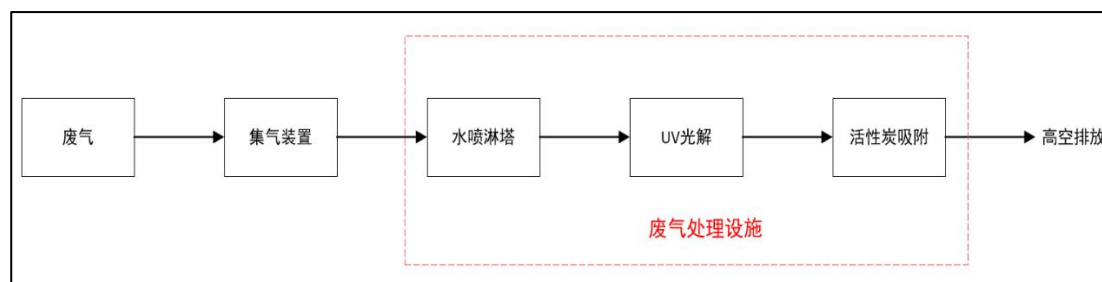 废气
集气装置
水喷淋塔
UV光解
活性炭吸附
高空排放
废气处理设施